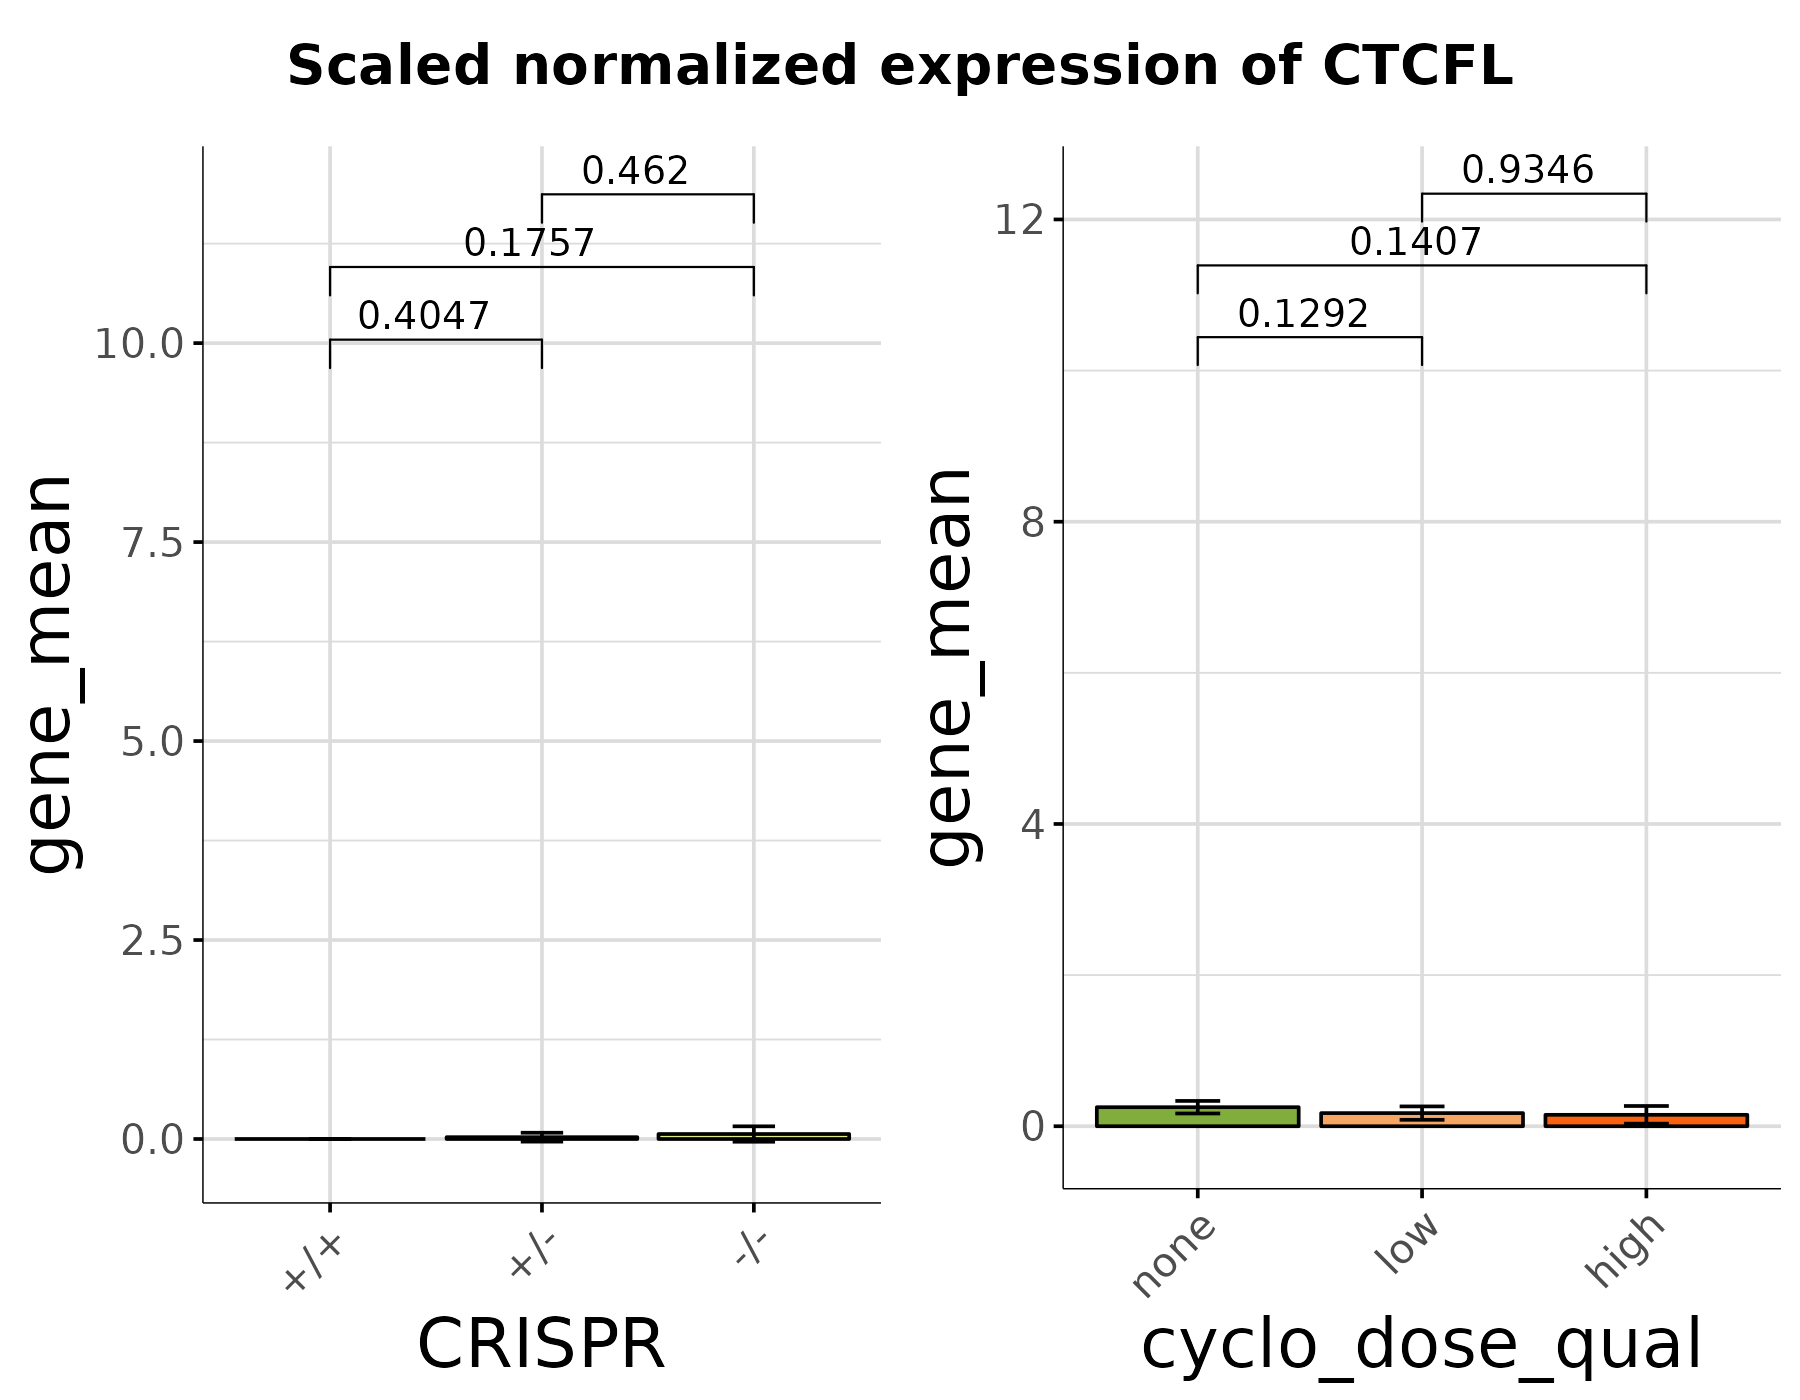 Scaled normalized expression of CTCFL
gene_mean
10.0
7.5
5.0
2.5
0.0
0.462
0.1757
0.4047
+/+
+/-
-/-
CRISPR
gene_mean
12
8
4
0
0.9346
0.1407
0.1292
none
low
high
cyclo_dose_qual